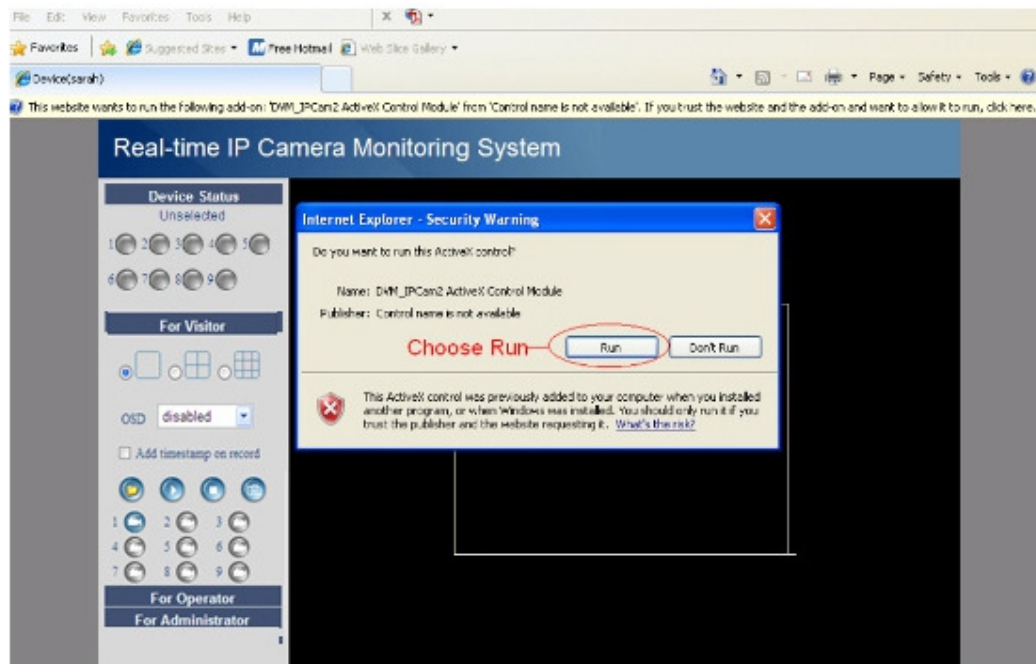 File Edit View Favorites Tools Help
Favorites Suggested Sites Free Hotmail Web Slice Gallery
Device(sarah)
Page Safety Tools
This website wants to run the following add-on: 'DVM_IPCam2 ActiveX Control Module' from 'Control name is not available'. If you trust the website and the add-on and want to allow it to run, click here.
Real-time IP Camera Monitoring System
Device Status
Unselected
1 2 3 4 5
6 7 8 9
For Visitor
OSD disabled
Add timestamp on record
1 2 3
4 5 6
7 8 9
For Operator
For Administrator
Internet Explorer - Security Warning
Do you want to run this ActiveX control?
Name: DVM_IPCam2 ActiveX Control Module
Publisher: Control name is not available
Choose Run
Run Don't Run
This ActiveX control was previously added to your computer when you installed
another program, or when Windows was installed. You should only run it if you
trust the publisher and the website requesting it. What's the risk?